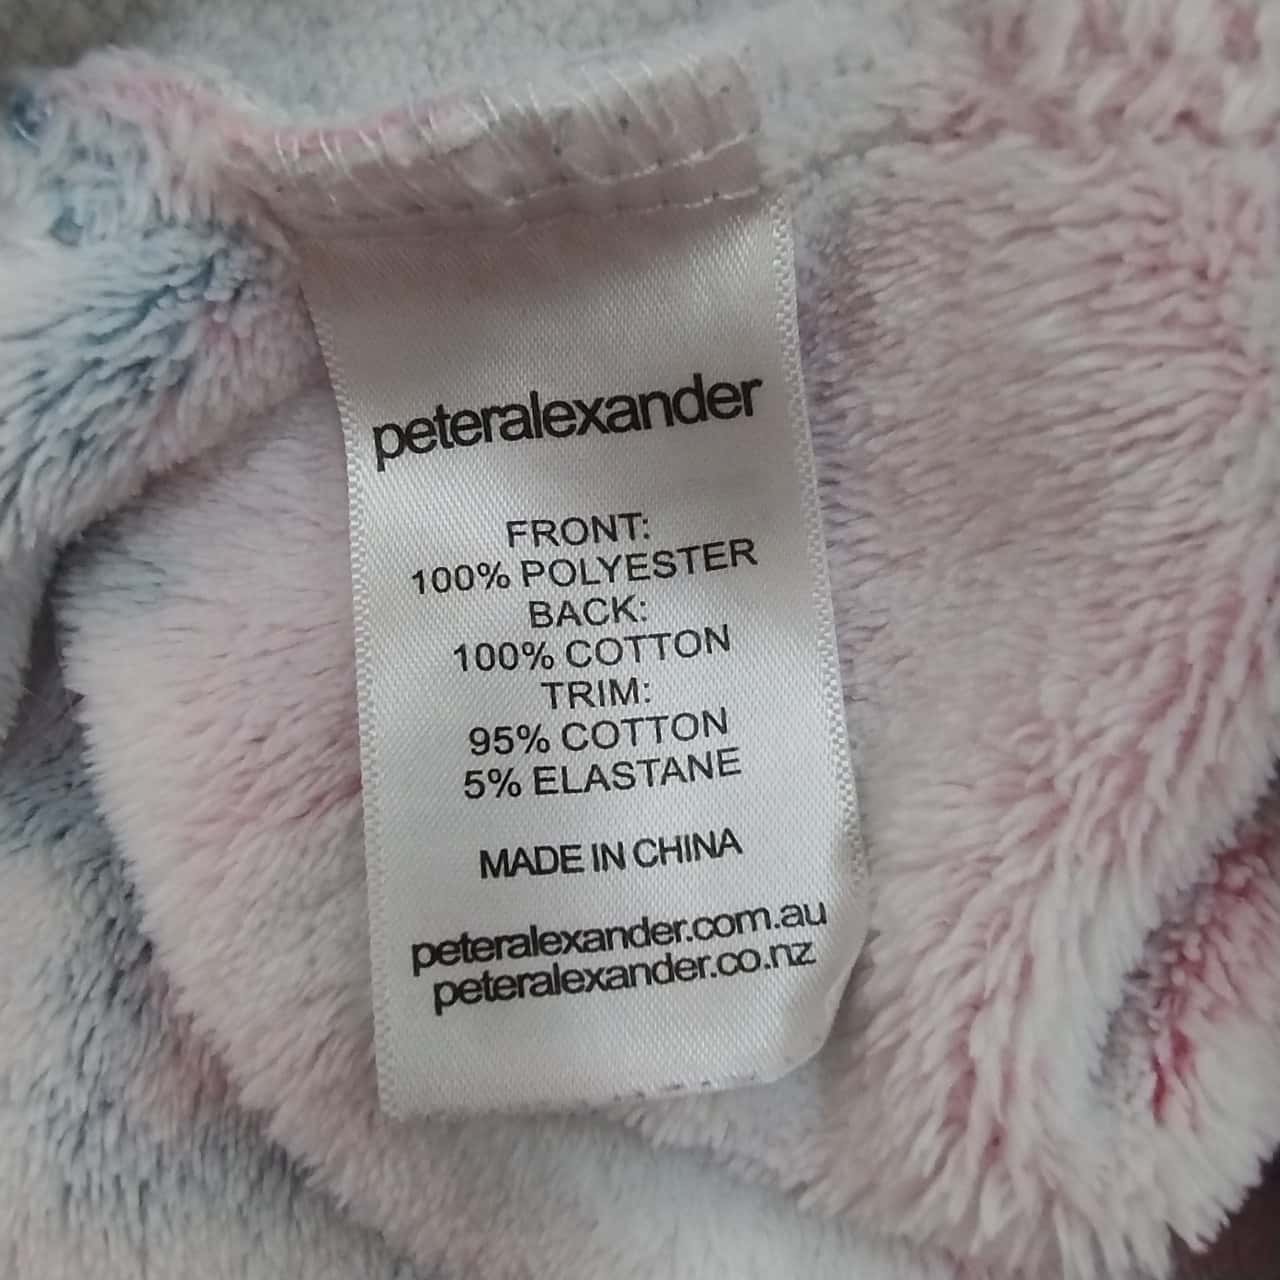 peteralexander
FRONT:
100% POLYESTER
BACK:
100% COTTON
TRIM:
95% COTTON
5% ELASTANE
MADE IN CHINA
peteralexander.com.au
peteralexander.co.nz